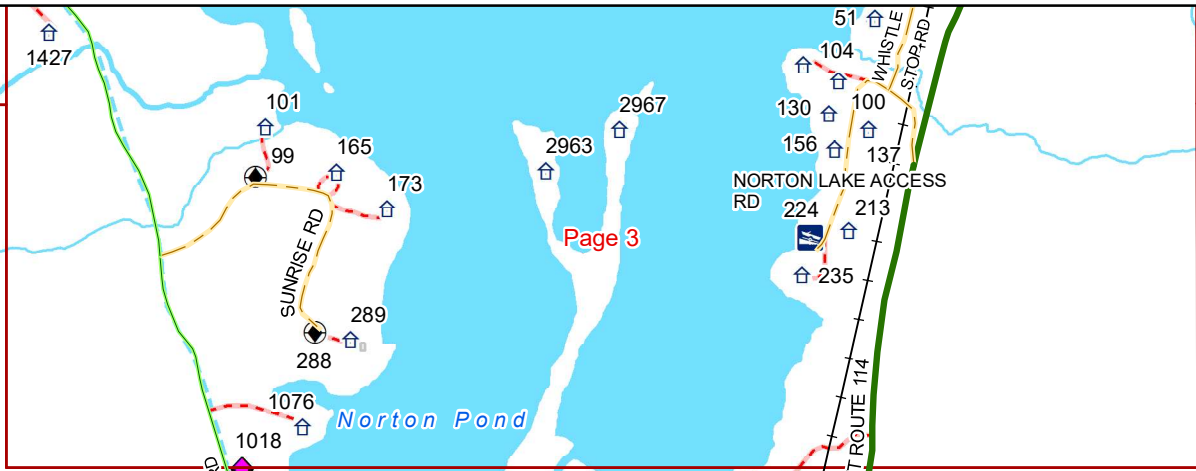 51
1427
104
WHISTLE
STOP RD
101
2967
130
100
99
165
2963
156
137
173
NORTON LAKE ACCESS
RD
224
213
Page 3
SUNRISE RD
235
289
288
T ROUTE 114
1076
Norton Pond
1018
RD